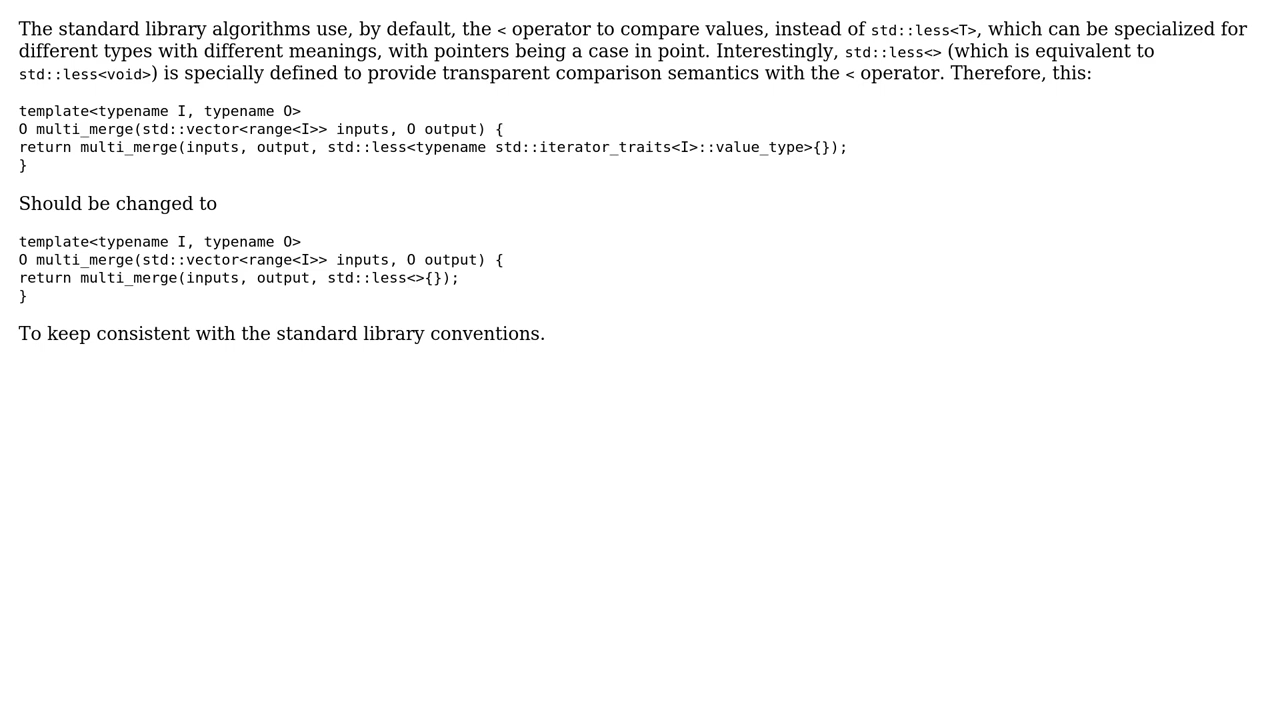 The standard library algorithms use, by default, the < operator to compare values, instead of std::less<T>, which can be specialized for
different types with different meanings, with pointers being a case in point. Interestingly, std::less<> (which is equivalent to
std::less<void>) is specially defined to provide transparent comparison semantics with the < operator. Therefore, this:
template<typename I, typename O>
O multi_merge(std::vector<range<I>> inputs, O output) {
return multi_merge(inputs, output, std::less<typename std::iterator_traits<I>::value_type>{});
}
Should be changed to
template<typename I, typename O>
O multi_merge(std::vector<range<I>> inputs, O output) {
return multi_merge(inputs, output, std::less<>{});
}
To keep consistent with the standard library conventions.